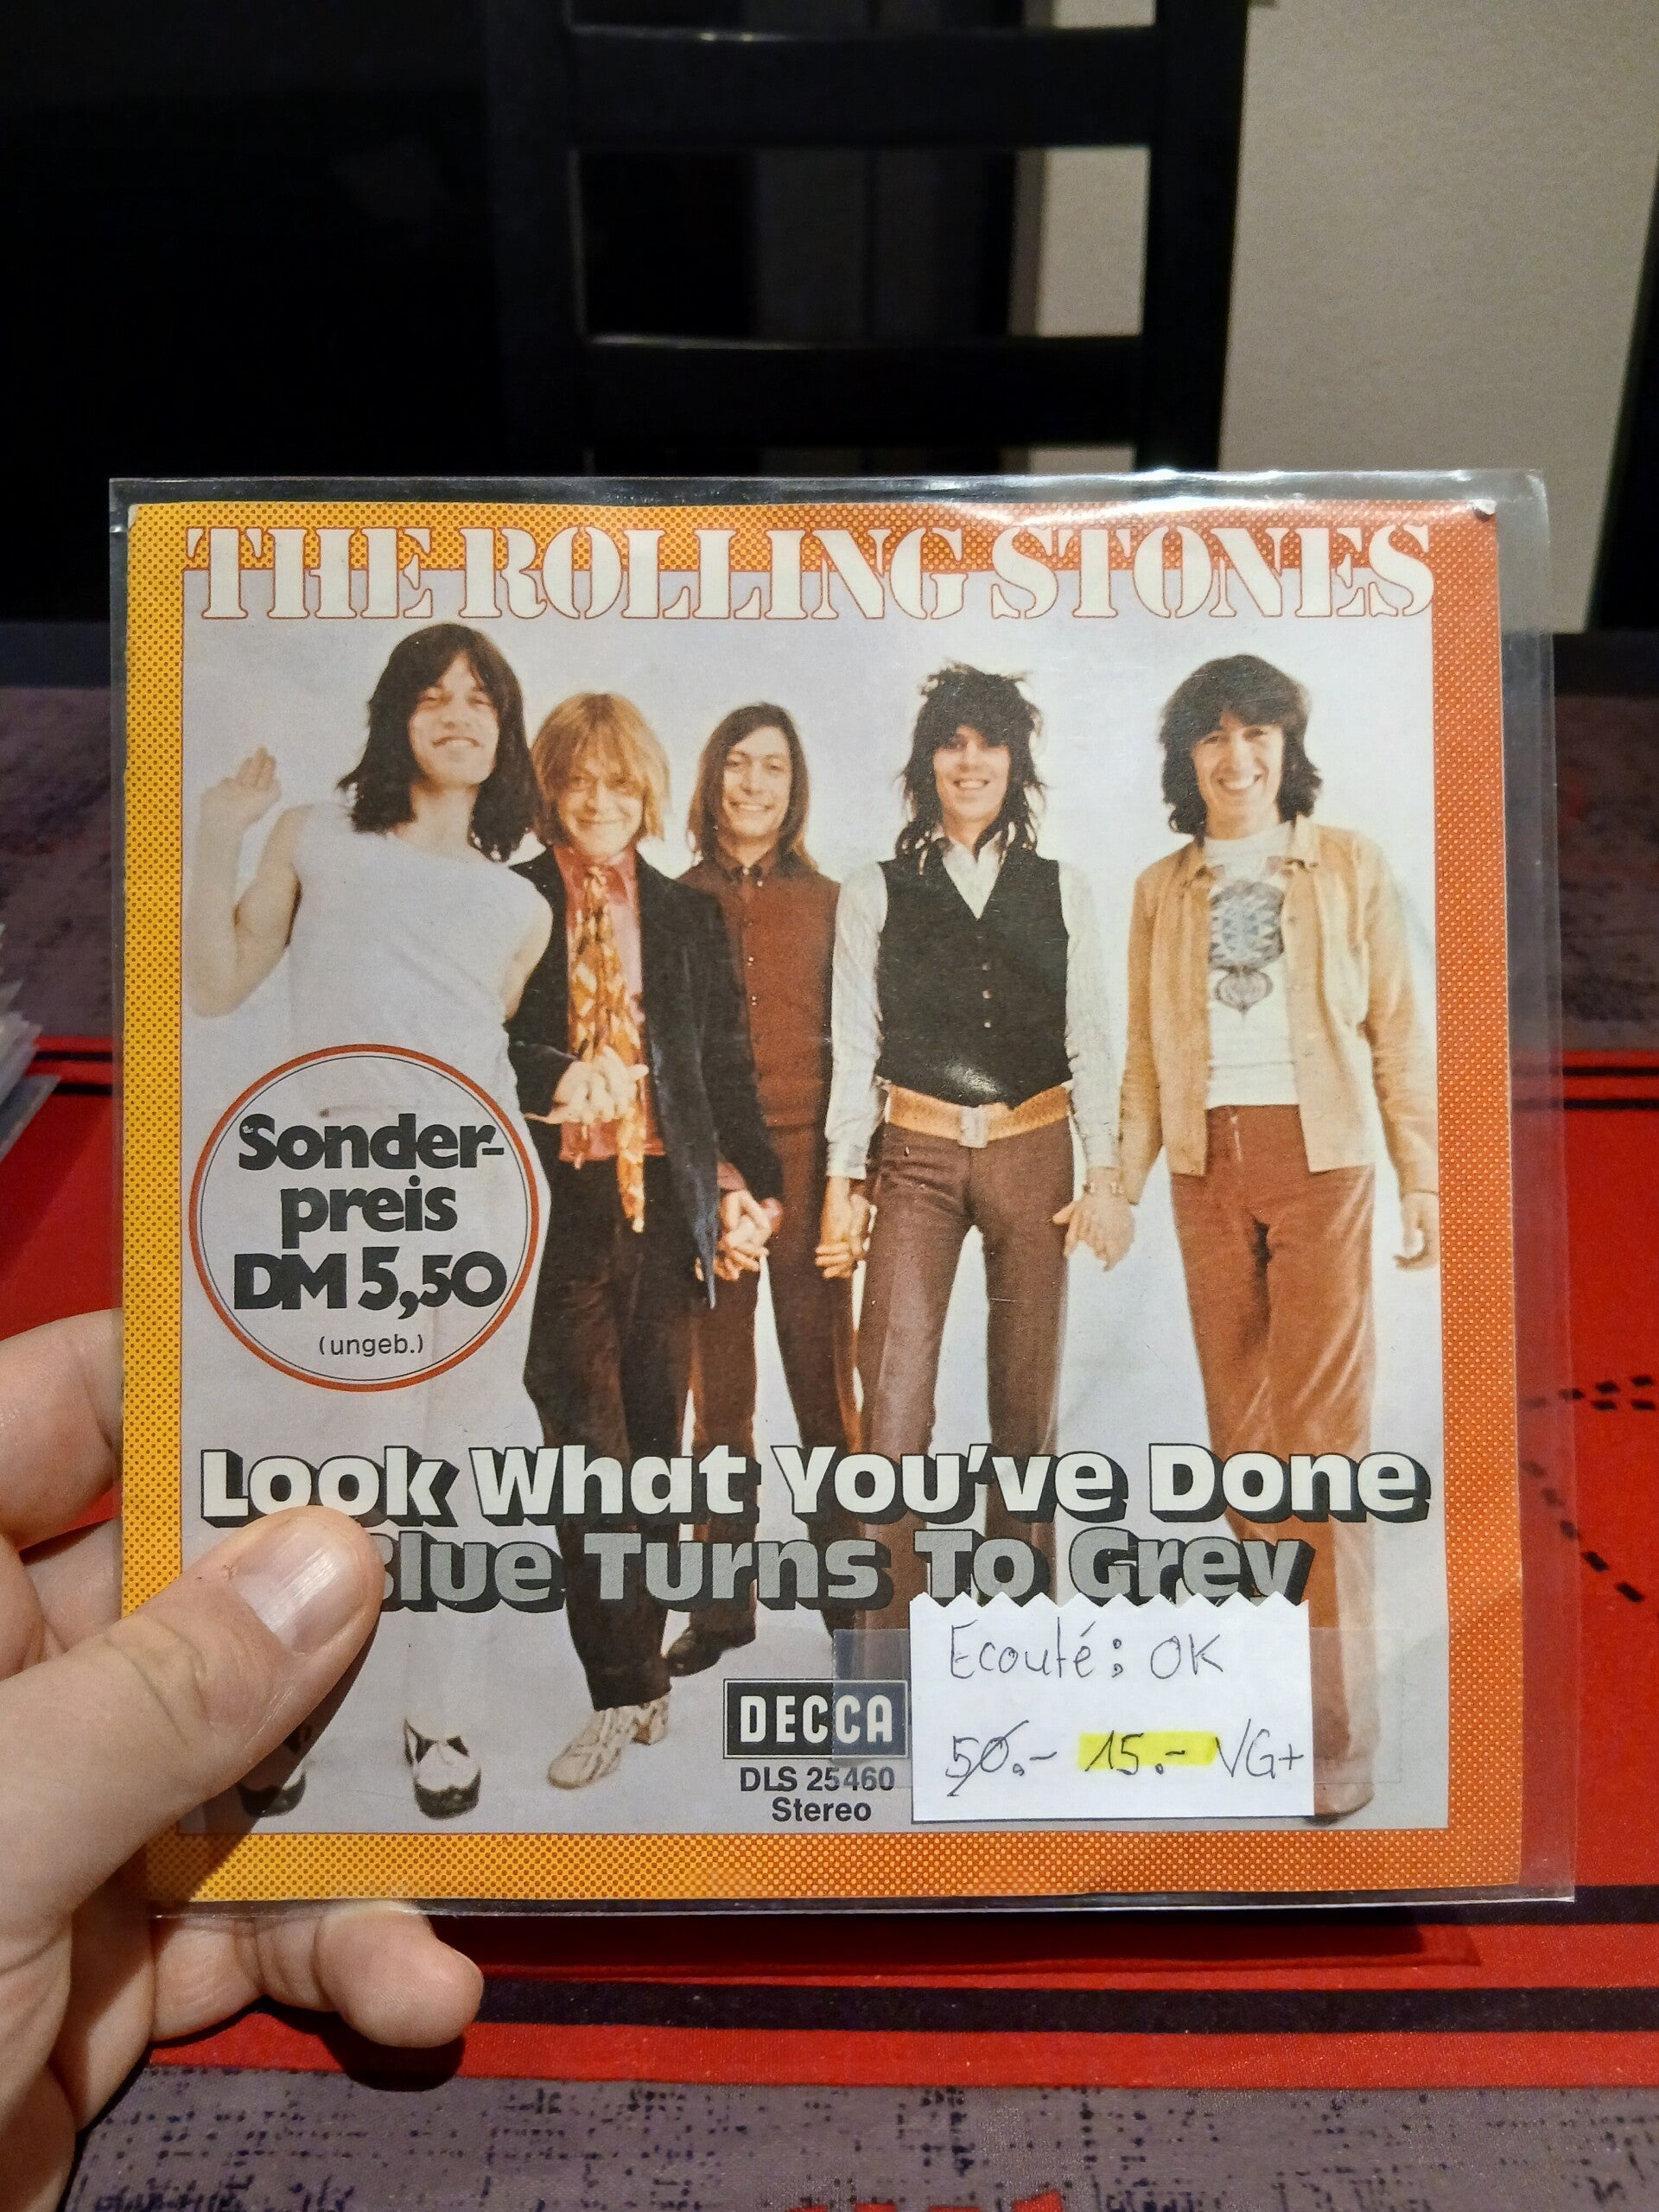 THE ROLLING STONES
Sonder-
preis
DM 5,50
(ungeb.)
Look What You've Done
Blue Turns To Grey
DECCA
DLS 25460
Stereo
Ecouté: OK
50.- 15.- VG+